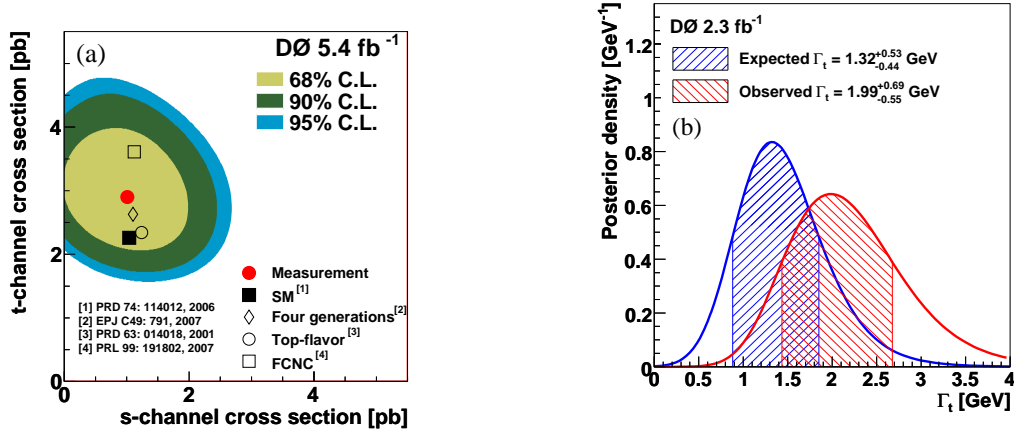 (a)
DØ 5.4 fb⁻¹
68% C.L.
90% C.L.
95% C.L.
t-channel cross section [pb]
4
2
0
Measurement
SM[1]
Four generations[2]
Top-flavor[3]
FCNC[4]
[1] PRD 74: 114012, 2006
[2] EPJ C49: 791, 2007
[3] PRD 63: 014018, 2001
[4] PRL 99: 191802, 2007
0 2 4
s-channel cross section [pb]
DØ 2.3 fb⁻¹
Expected Γt = 1.32+0.53-0.44 GeV
Observed Γt = 1.99+0.69-0.55 GeV
(b)
Posterior density [GeV⁻¹]
1.2
1
0.8
0.6
0.4
0.2
0
0 0.5 1 1.5 2 2.5 3 3.5 4
Γt [GeV]